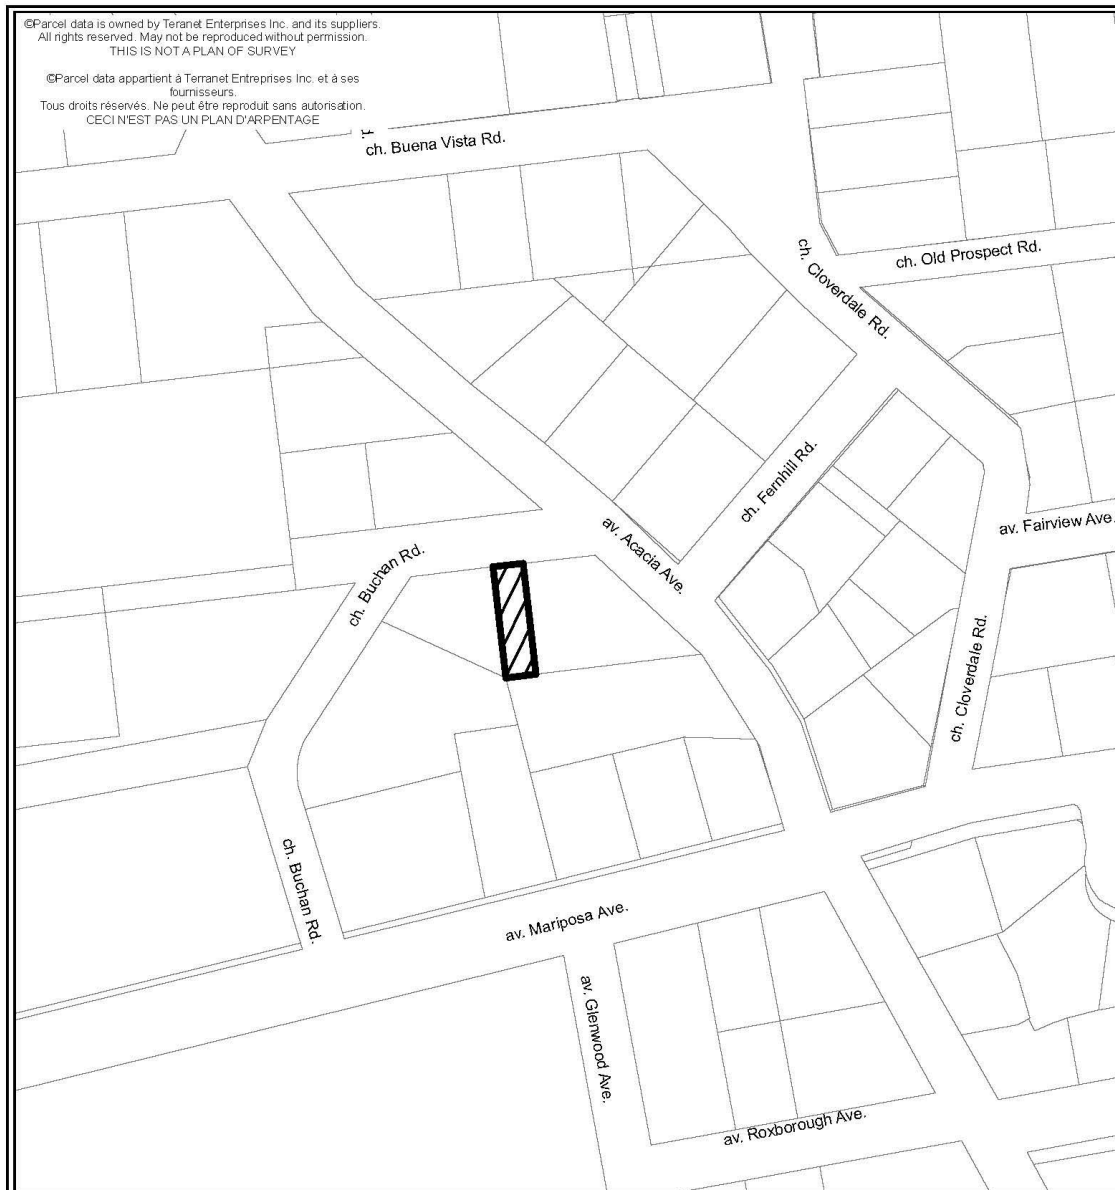 ©Parcel data is owned by Teranet Enterprises Inc. and its suppliers.
All rights reserved. May not be reproduced without permission.
THIS IS NOT A PLAN OF SURVEY
©Parcel data appartient à Terranet Entreprises Inc. et à ses
fournisseurs.
Tous droits réservés. Ne peut être reproduit sans autorisation.
CECI N'EST PAS UN PLAN D'ARPENTAGE
ch. Buena Vista Rd.
ch. Old Prospect Rd.
ch. Cloverdale Rd.
ch. Fernhill Rd.
av. Fairview Ave.
av. Acacia Ave.
ch. Buchan Rd.
ch. Cloverdale Rd.
ch. Buchan Rd.
av. Mariposa Ave.
av. Glenwood Ave.
av. Roxborough Ave.